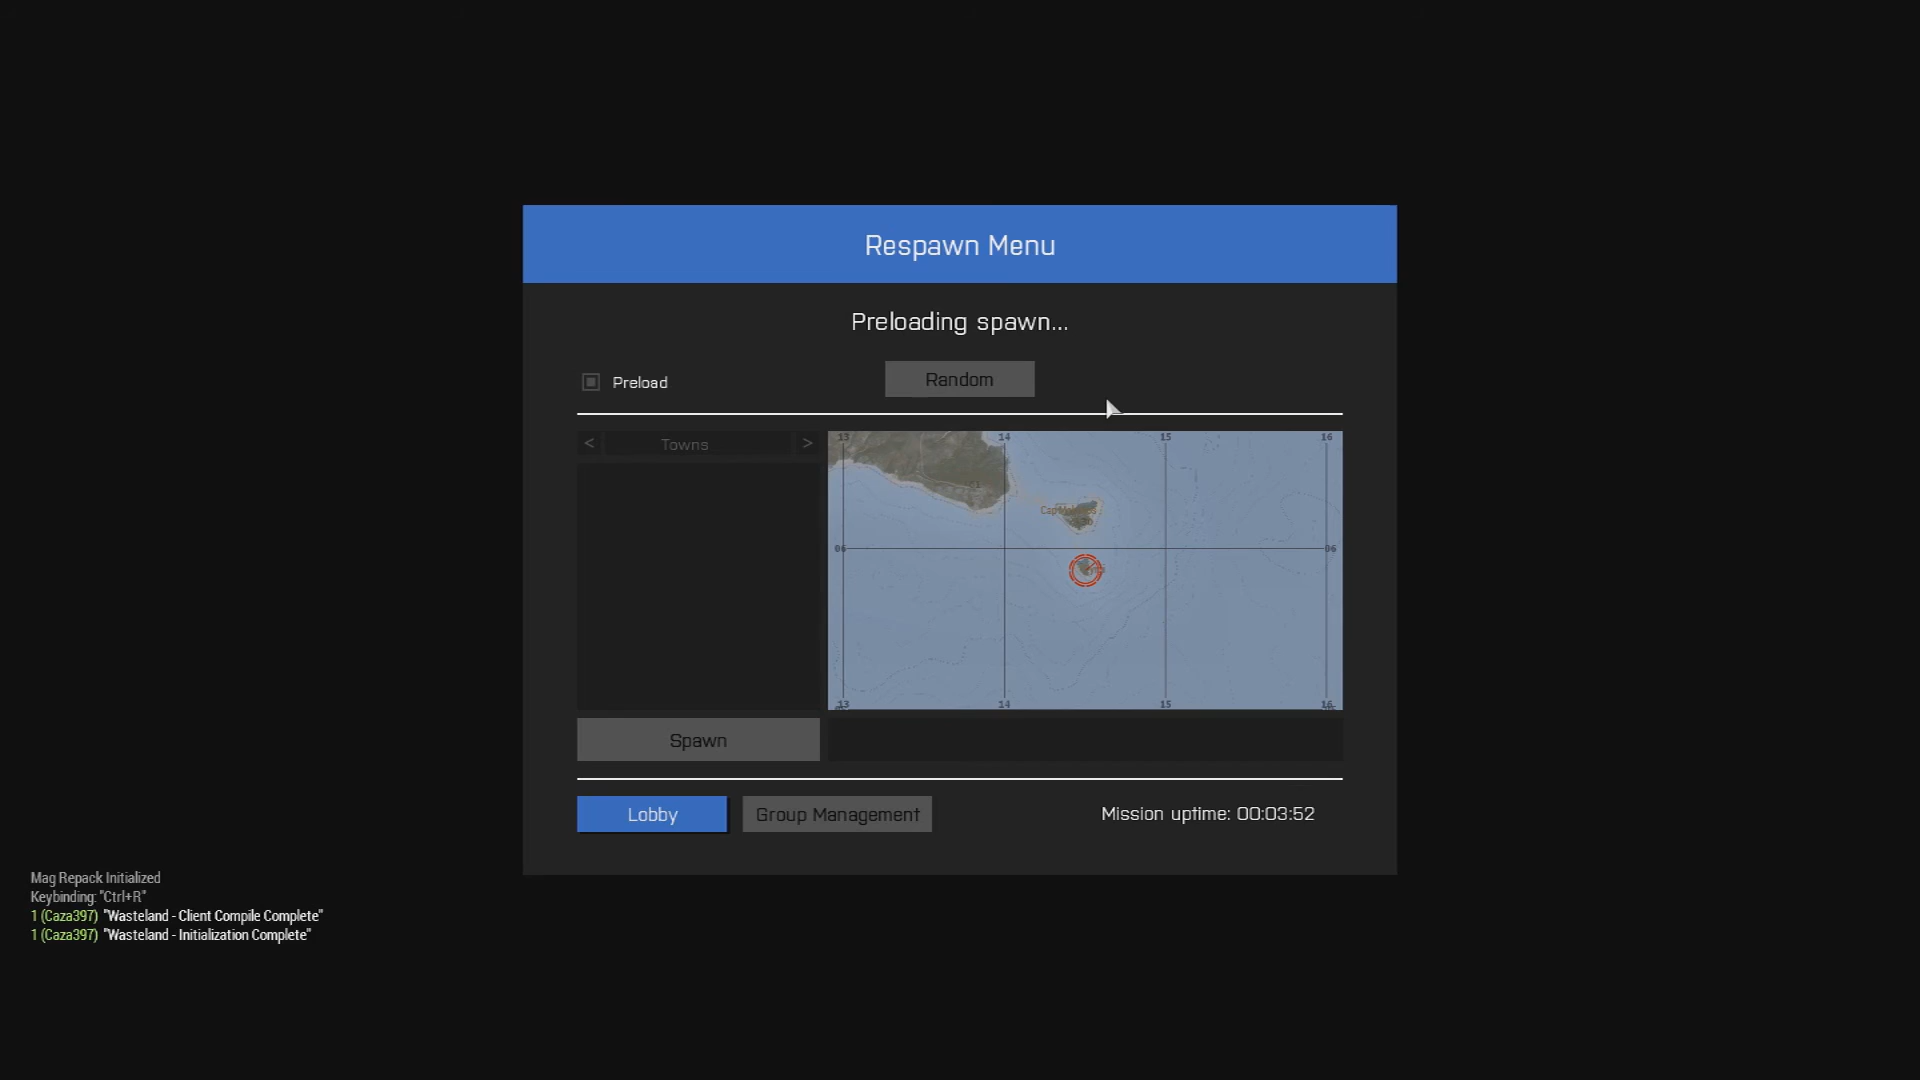 Respawn Menu
Preloading spawn...
Preload
Random
< Towns >
13 14 15 16
06 06
13 14 15 16
Spawn
Lobby
Group Management
Mission uptime: 00:03:52
Mag Repack Initialized
Keybinding: "Ctrl+R"
1 (Caza397) "Wasteland - Client Compile Complete"
1 (Caza397) "Wasteland - Initialization Complete"